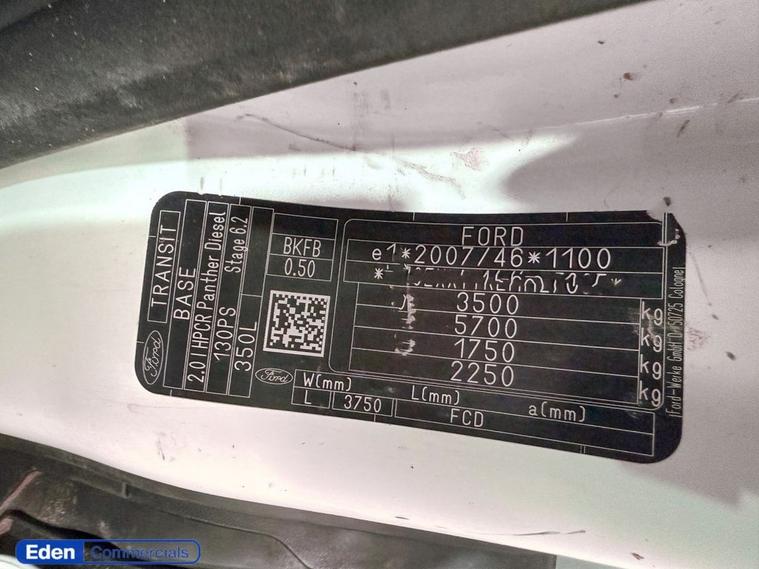 Ford
TRANSIT
BASE
2.0l HPCR Panther Diesel
130PS Stage 6.2
350L
BKFB
0.50
Ford
FORD
e1*2007/46*1100
3500 kg
5700 kg
1750 kg
2250 kg
W(mm) L(mm) a(mm)
L 3750 FCD
Ford-Werke GmbH Cologne
Eden Commercials